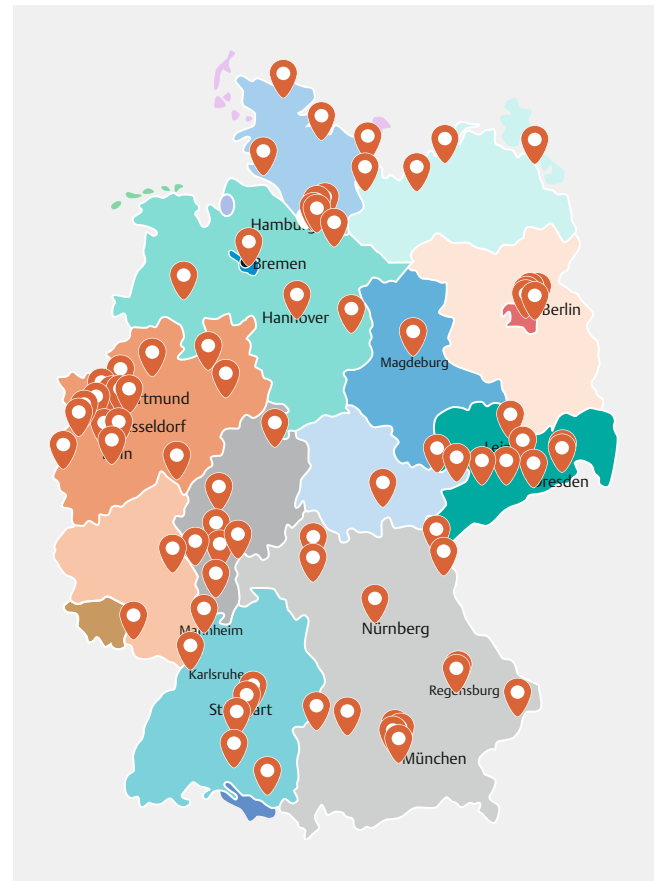 Hamburg
Bremen
Hannover
Berlin
Magdeburg
Dresden
Nürnberg
Mannheim
Karlsruhe
Regensburg
München